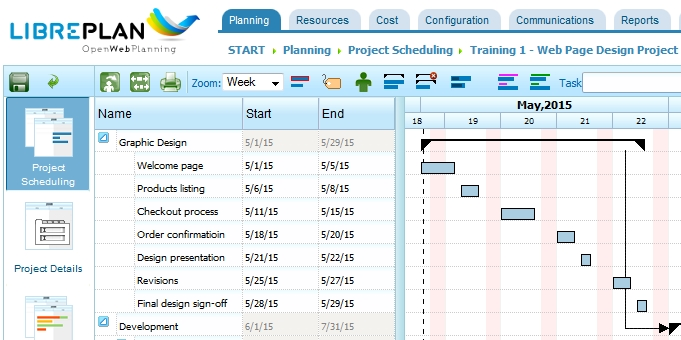 LIBREPLAN
OpenWebPlanning
Planning Resources Cost Configuration Communications Reports
START Planning Project Scheduling Training 1 - Web Page Design Project
Zoom: Week Task
Project Scheduling
Project Details
Name Start End
May,2015
18 19 20 21 22
Graphic Design 5/1/15 5/29/15
Welcome page 5/1/15 5/5/15
Products listing 5/6/15 5/8/15
Checkout process 5/11/15 5/15/15
Order confirmatioin 5/18/15 5/20/15
Design presentation 5/21/15 5/22/15
Revisions 5/25/15 5/27/15
Final design sign-off 5/28/15 5/29/15
Development 6/1/15 7/31/15